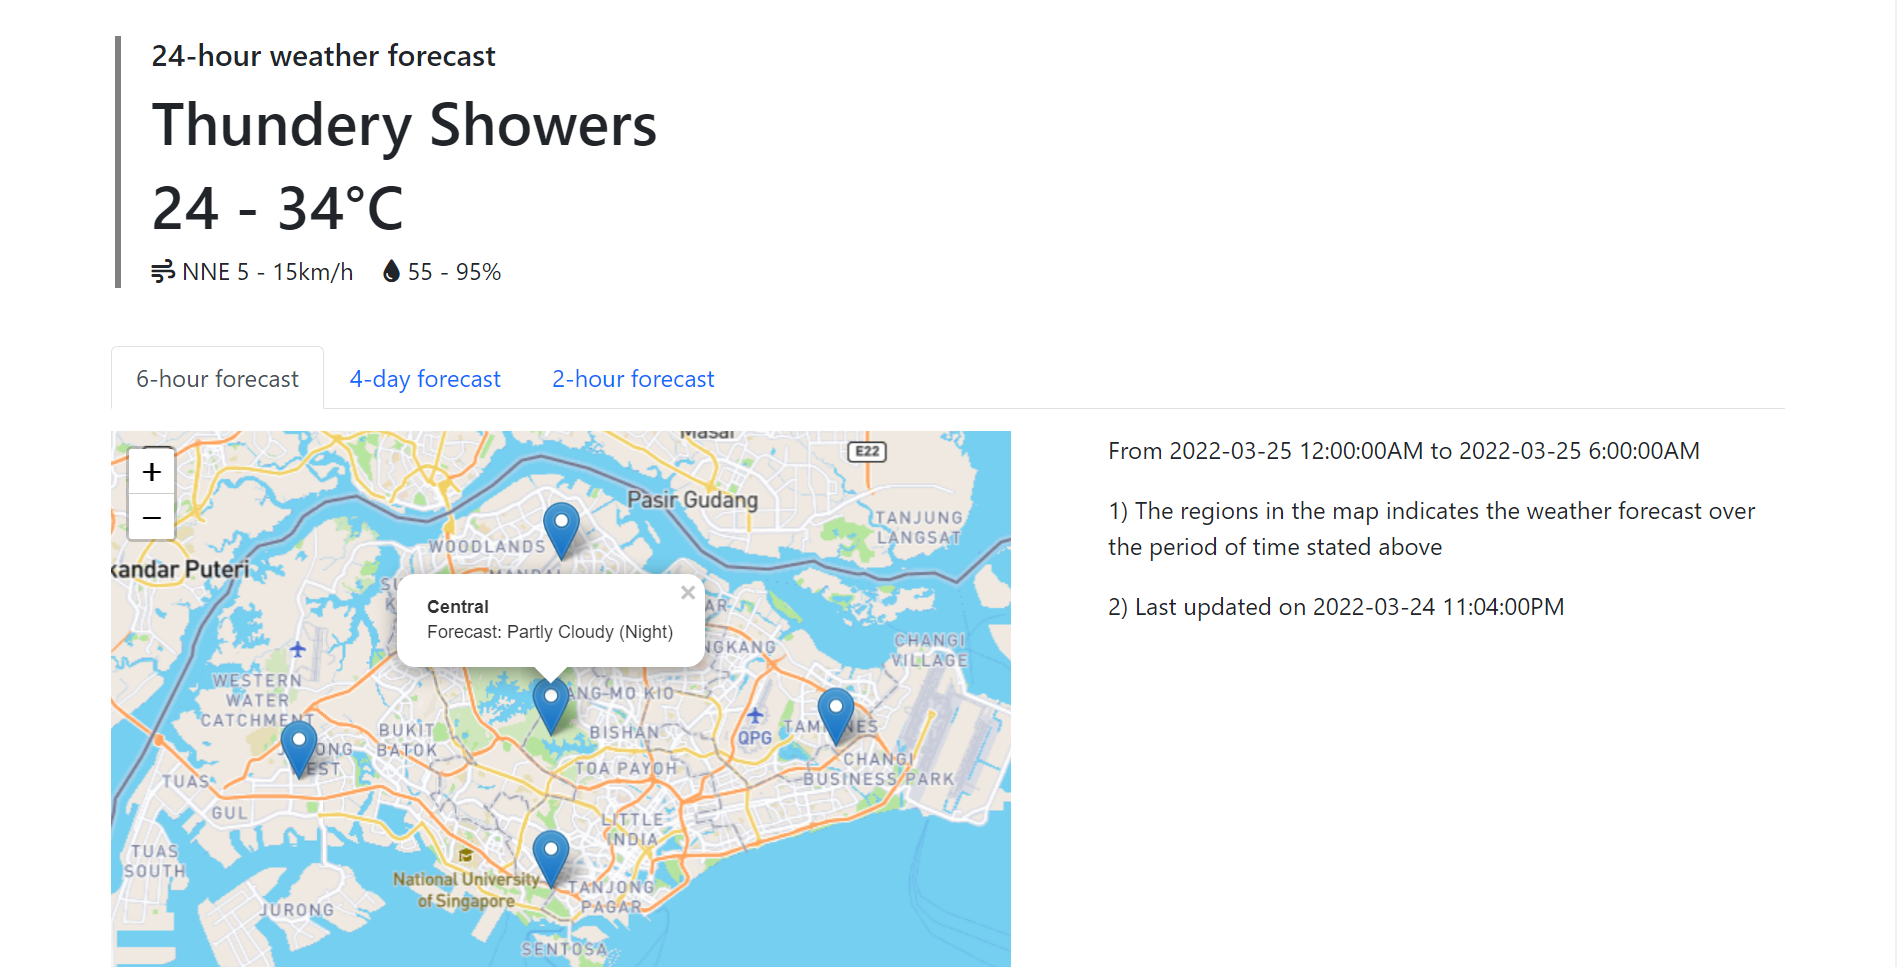 24-hour weather forecast
Thundery Showers
24 - 34°C
NNE 5 - 15km/h 55 - 95%
6-hour forecast 4-day forecast 2-hour forecast
From 2022-03-25 12:00:00AM to 2022-03-25 6:00:00AM
1) The regions in the map indicates the weather forecast over
the period of time stated above
2) Last updated on 2022-03-24 11:04:00PM
+
−
Masai
E22
Pasir Gudang
TANJUNG
LANGSAT
WOODLANDS
kandar Puteri
×
Central
Forecast: Partly Cloudy (Night)
NGKANG
CHANGI
VILLAGE
WESTERN
WATER
CATCHMENT
ANG-MO KIO
BUKIT
BATOK
BISHAN
QPG
TOA PAYOH
CHANGI
BUSINESS PARK
TUAS
GUL
LITTLE
INDIA
TUAS
SOUTH
National University
of Singapore
TANJONG
PAGAR
JURONG
SENTOSA